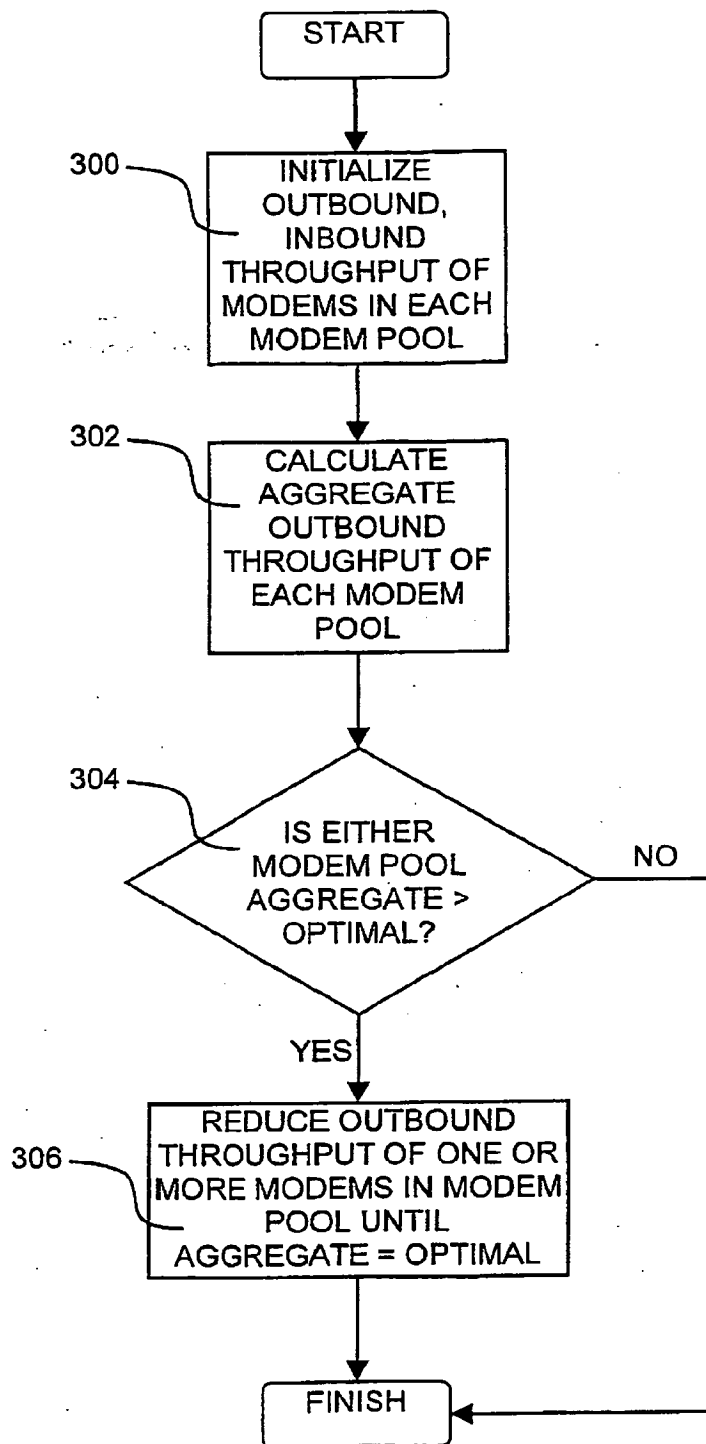 START
300
INITIALIZE
OUTBOUND,
INBOUND
THROUGHPUT OF
MODEMS IN EACH
MODEM POOL
302
CALCULATE
AGGREGATE
OUTBOUND
THROUGHPUT OF
EACH MODEM
POOL
304
IS EITHER
MODEM POOL
AGGREGATE >
OPTIMAL?
NO
YES
306
REDUCE OUTBOUND
THROUGHPUT OF ONE OR
MORE MODEMS IN MODEM
POOL UNTIL
AGGREGATE = OPTIMAL
FINISH